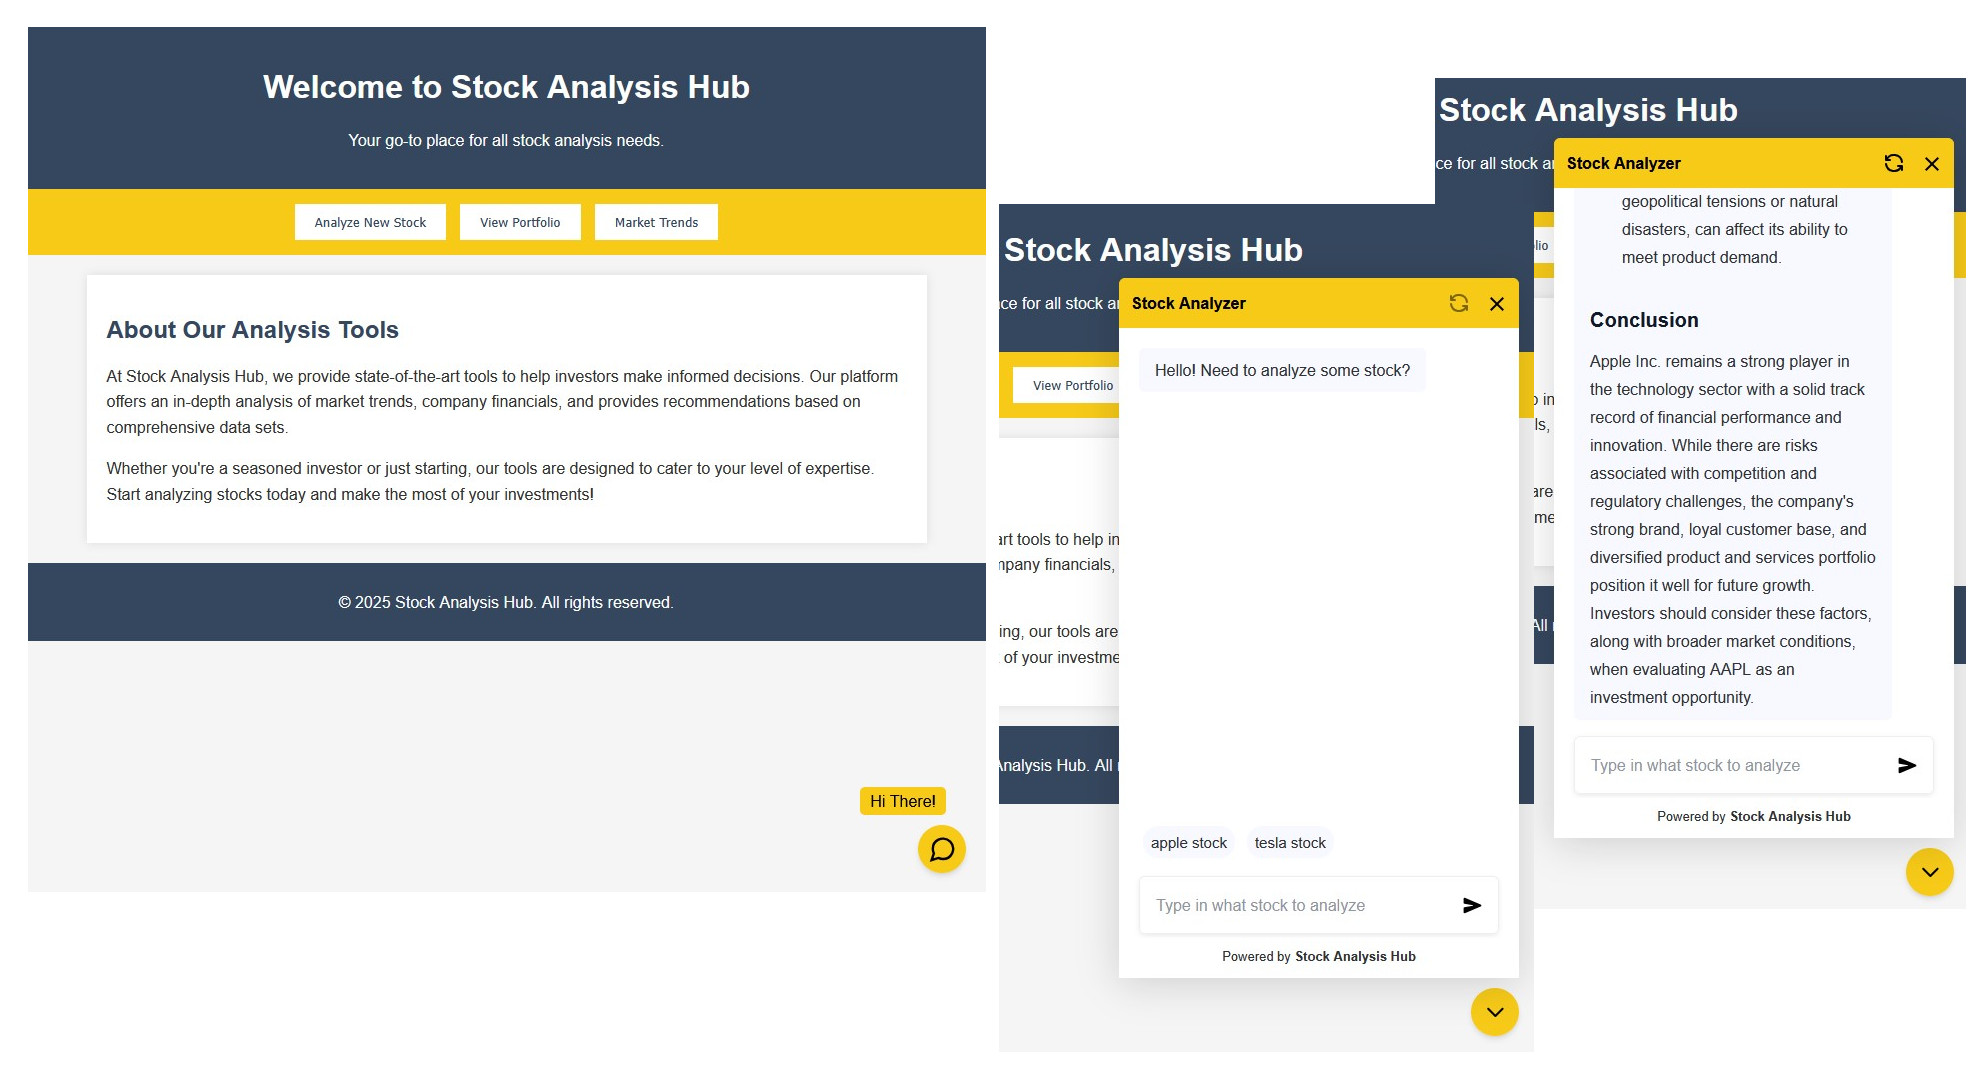 Welcome to Stock Analysis Hub
Your go-to place for all stock analysis needs.
Analyze New Stock
View Portfolio
Market Trends
About Our Analysis Tools
At Stock Analysis Hub, we provide state-of-the-art tools to help investors make informed decisions. Our platform
offers an in-depth analysis of market trends, company financials, and provides recommendations based on
comprehensive data sets.
Whether you're a seasoned investor or just starting, our tools are designed to cater to your level of expertise.
Start analyzing stocks today and make the most of your investments!
© 2025 Stock Analysis Hub. All rights reserved.
Hi There!
Stock Analysis Hub
ce for all stock a
View Portfolio
art tools to help in
mpany financials,
ing, our tools are
of your investme
Analysis Hub. All
Stock Analyzer
Hello! Need to analyze some stock?
apple stock
tesla stock
Type in what stock to analyze
Powered by Stock Analysis Hub
Stock Analysis Hub
ce for all stock a
lio
o in
ls,
are
me
All
Stock Analyzer
geopolitical tensions or natural
disasters, can affect its ability to
meet product demand.
Conclusion
Apple Inc. remains a strong player in
the technology sector with a solid track
record of financial performance and
innovation. While there are risks
associated with competition and
regulatory challenges, the company's
strong brand, loyal customer base, and
diversified product and services portfolio
position it well for future growth.
Investors should consider these factors,
along with broader market conditions,
when evaluating AAPL as an
investment opportunity.
Type in what stock to analyze
Powered by Stock Analysis Hub